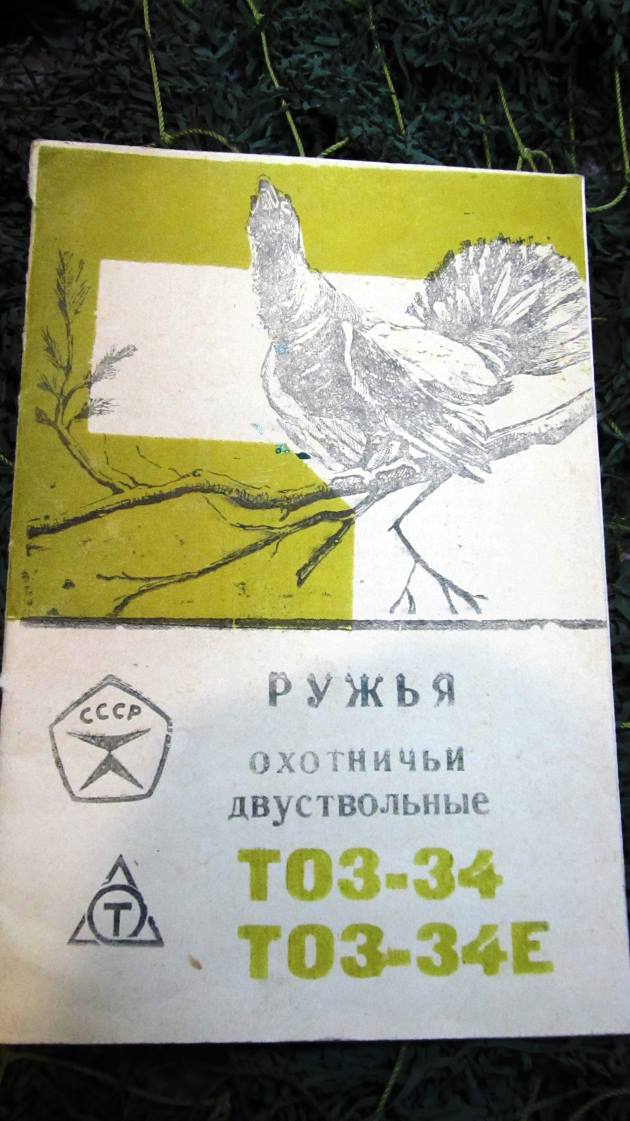 СССР
РУЖЬЯ
ОХОТНИЧЬИ
ДВУСТВОЛЬНЫЕ
ТОЗ-34
Т
ТОЗ-34Е